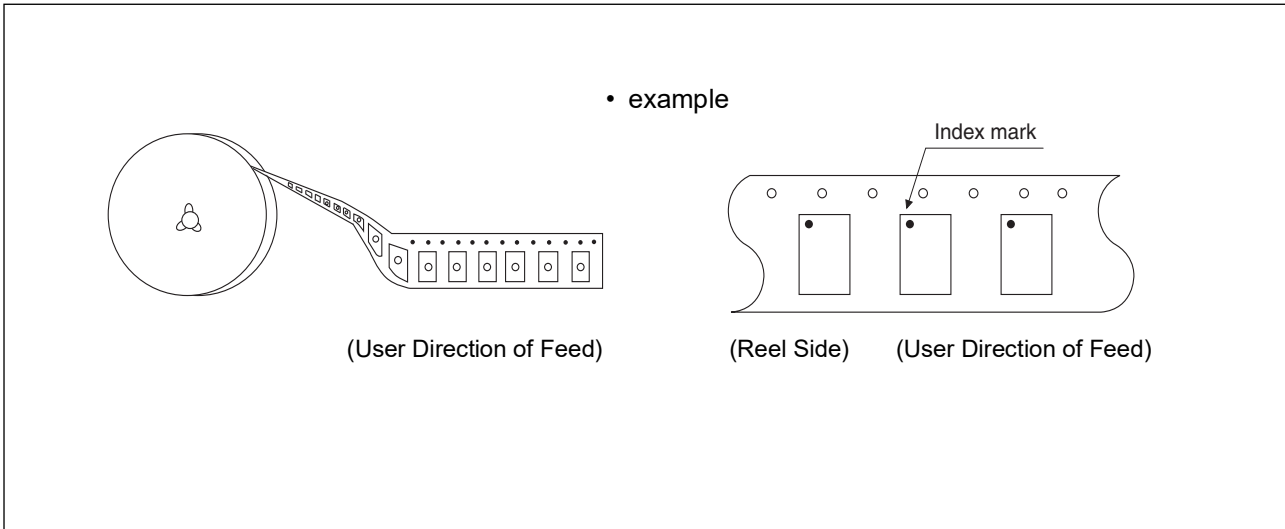 • example
Index mark
(User Direction of Feed)
(Reel Side)
(User Direction of Feed)